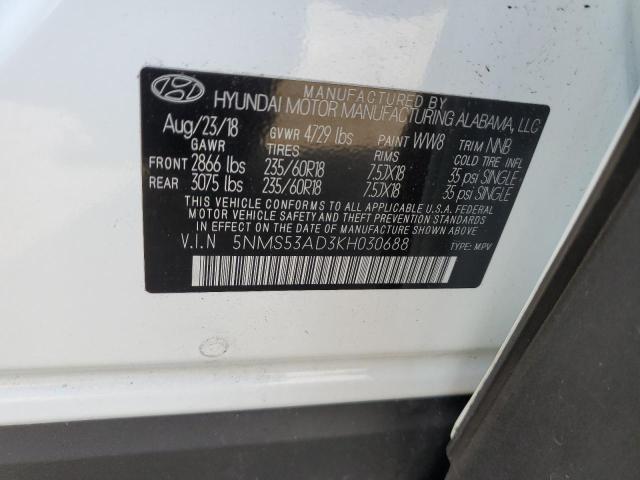 MANUFACTURED BY
HYUNDAI MOTOR MANUFACTURING ALABAMA, LLC
Aug/23/18 GVWR 4729 lbs PAINT WW8 TRIM NNB
GAWR TIRES RIMS COLD TIRE INFL
FRONT 2866 lbs 235/60R18 7.5JX18 35 psi SINGLE
REAR 3075 lbs 235/60R18 7.5JX18 35 psi SINGLE
THIS VEHICLE CONFORMS TO ALL APPLICABLE U.S.A. FEDERAL
MOTOR VEHICLE SAFETY AND THEFT PREVENTION STANDARDS
IN EFFECT ON THE DATE OF MANUFACTURE SHOWN ABOVE.
V.I.N 5NMS53AD3KH030688 TYPE: MPV